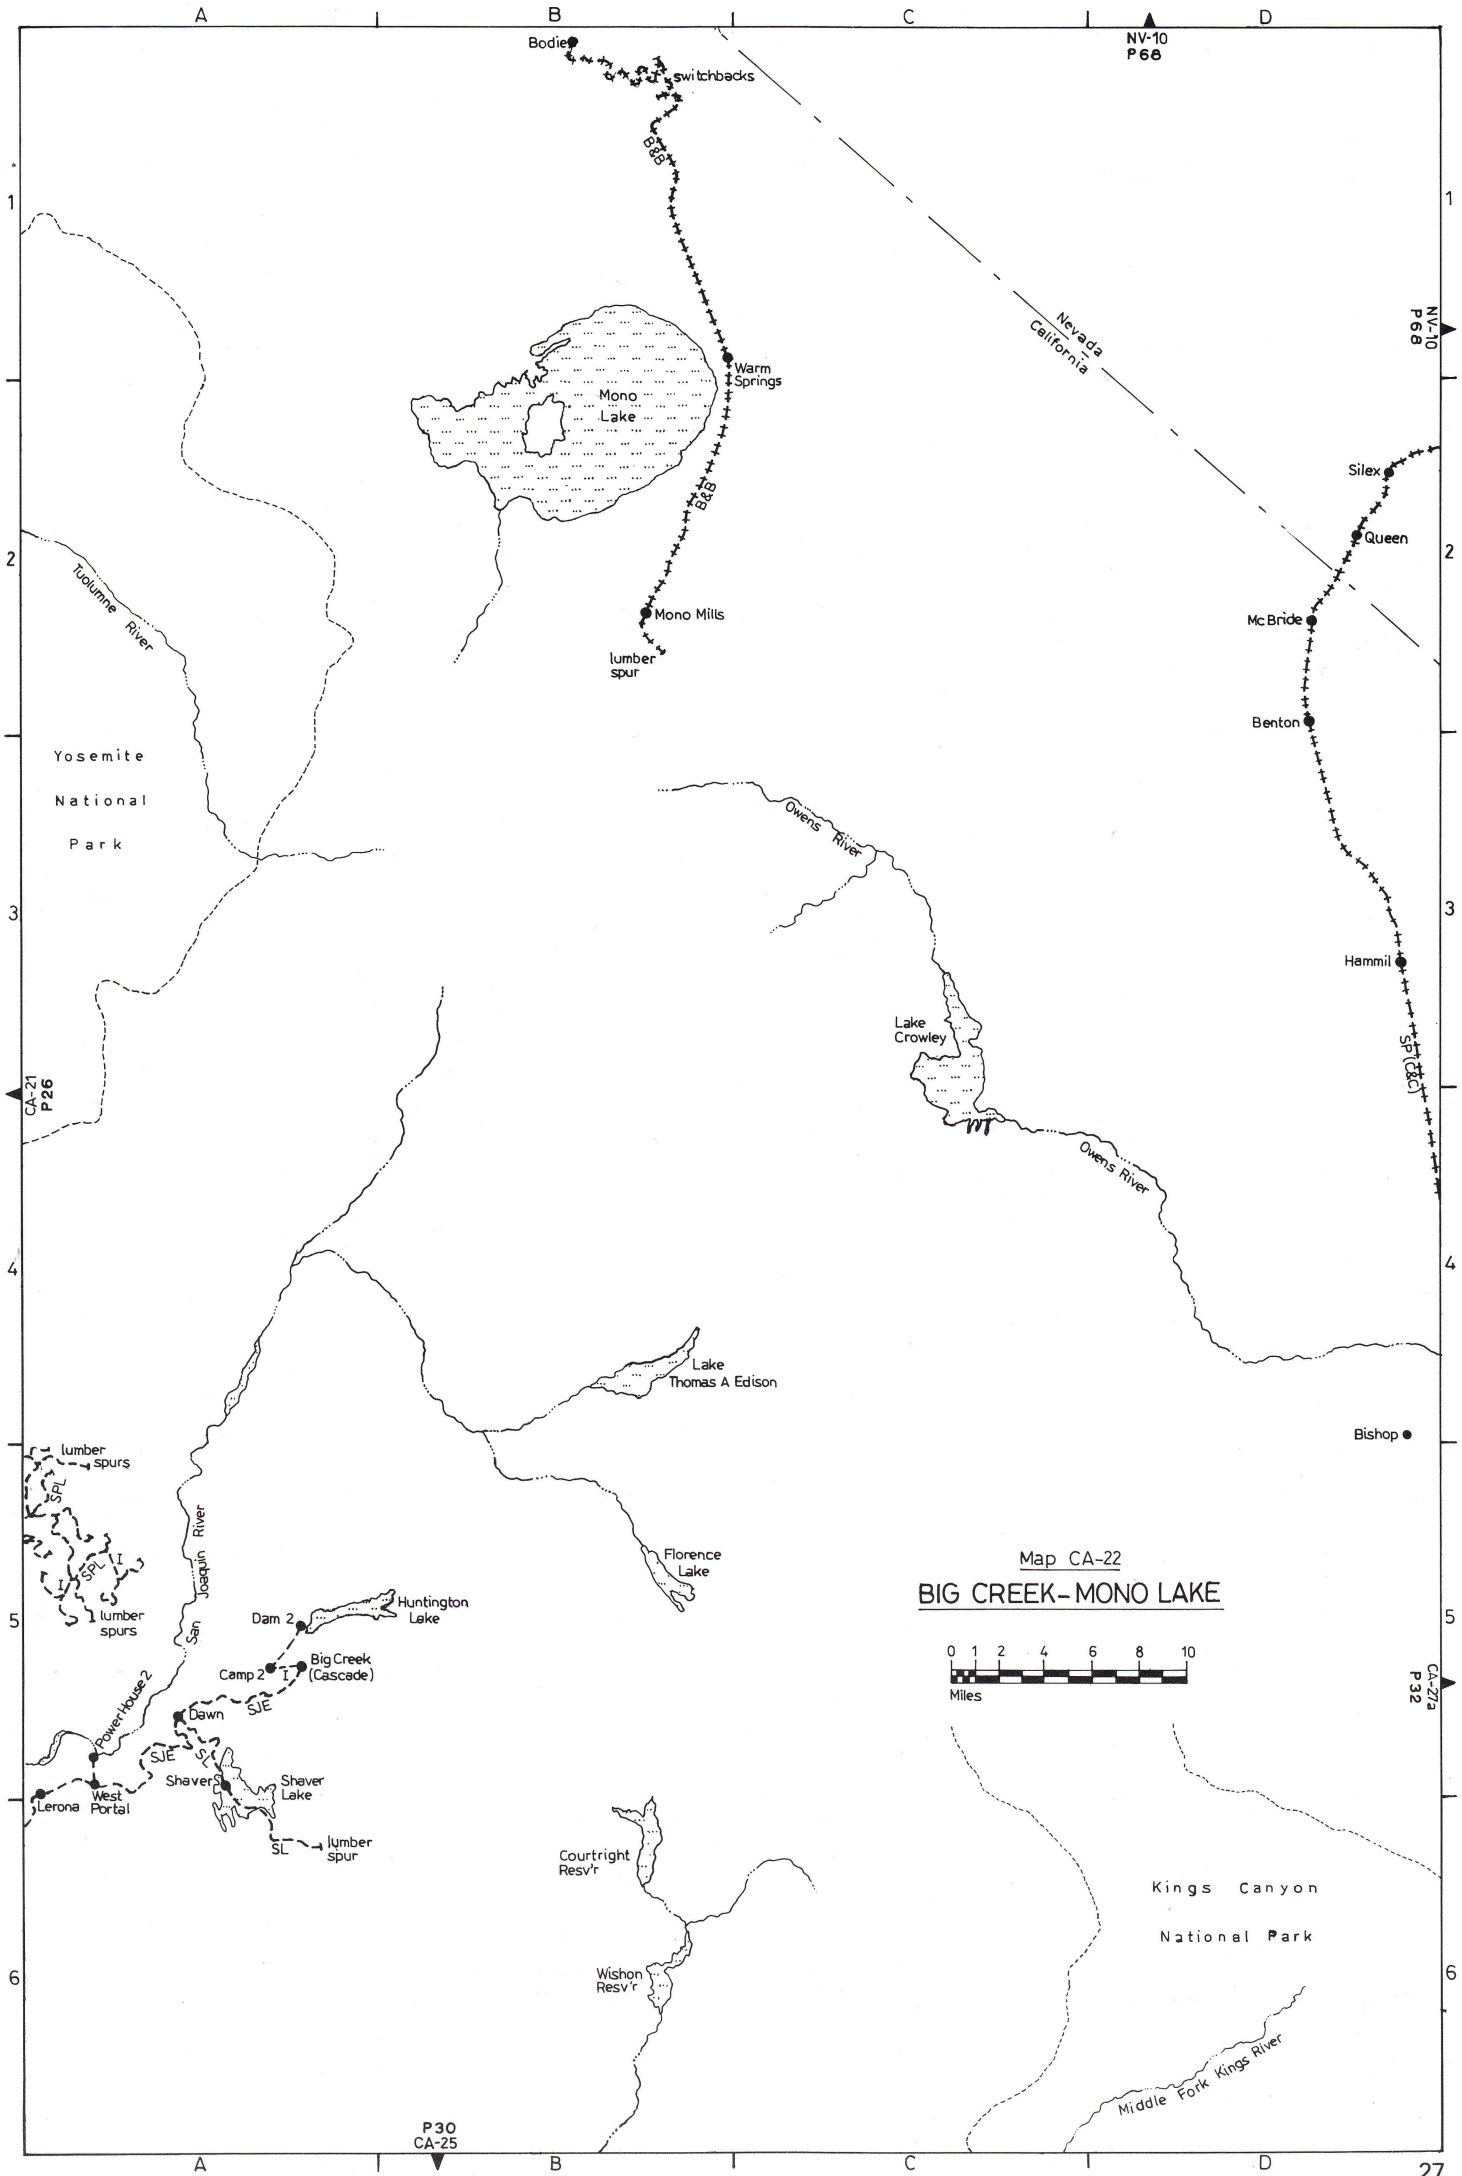 A
B
C
D
NV-10
P68
Bodie
switchbacks
B&B
1
1
Nevada
California
NV-10
P68
Warm
Springs
Mono
Lake
B&B
Silex
Queen
2
2
Tuolumne River
Mono Mills
lumber
spur
McBride
Benton
Yosemite
National
Park
Owens River
3
3
Hammil
Lake
Crowley
SP (C&C)
CA-21
P26
Owens River
4
4
Lake
Thomas A Edison
Bishop
lumber
spurs
SPL
San Joaquin River
SPL
I
I
lumber
spurs
Florence
Lake
Map CA-22
BIG CREEK-MONO LAKE
Huntington
Lake
Dam 2
5
5
Camp 2
I
Big Creek
(Cascade)
0 1 2 4 6 8 10
Miles
CA-27a
P32
Power House 2
SJE
Dawn
SJE
SL
Shaver
Shaver
Lake
Lerona
West
Portal
SL
lumber
spur
Courtright
Resv'r
Kings Canyon
National Park
Wishon
Resv'r
6
6
Middle Fork Kings River
P30
CA-25
A
B
C
D
27